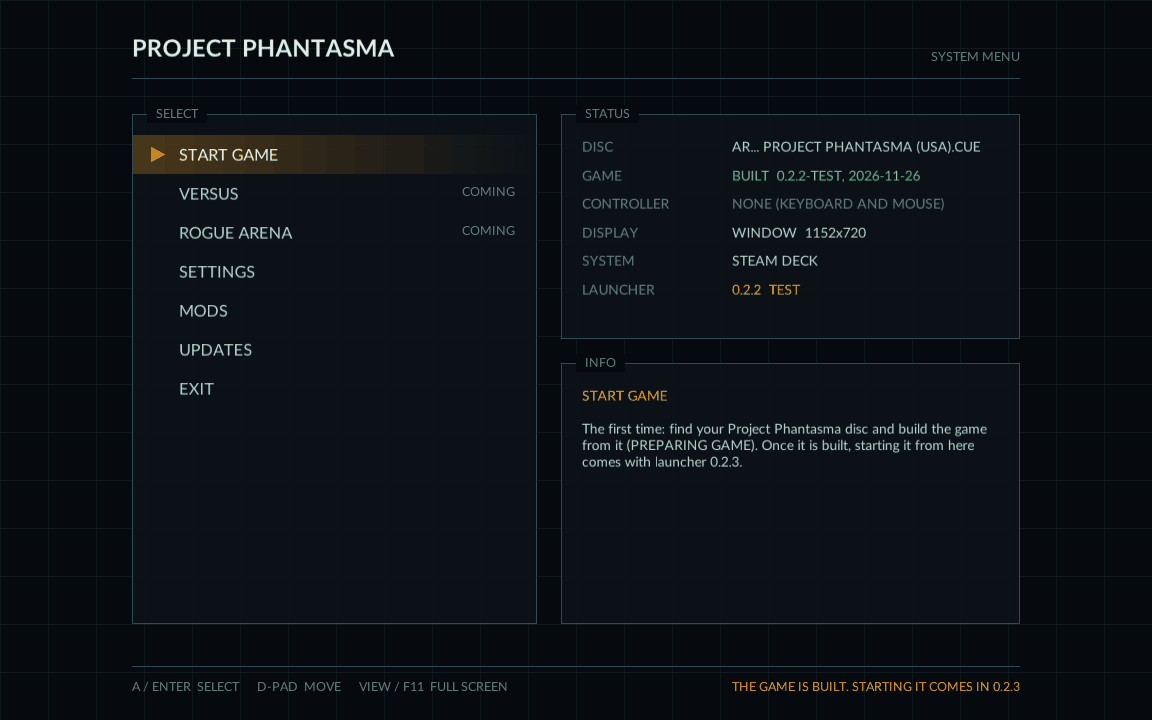 PROJECT PHANTASMA
SYSTEM MENU
SELECT
START GAME
VERSUS COMING
ROGUE ARENA COMING
SETTINGS
MODS
UPDATES
EXIT
STATUS
DISC AR... PROJECT PHANTASMA (USA).CUE
GAME BUILT 0.2.2-TEST, 2026-11-26
CONTROLLER NONE (KEYBOARD AND MOUSE)
DISPLAY WINDOW 1152x720
SYSTEM STEAM DECK
LAUNCHER 0.2.2 TEST
INFO
START GAME
The first time: find your Project Phantasma disc and build the game
from it (PREPARING GAME). Once it is built, starting it from here
comes with launcher 0.2.3.
A / ENTER SELECT D-PAD MOVE VIEW / F11 FULL SCREEN
THE GAME IS BUILT. STARTING IT COMES IN 0.2.3